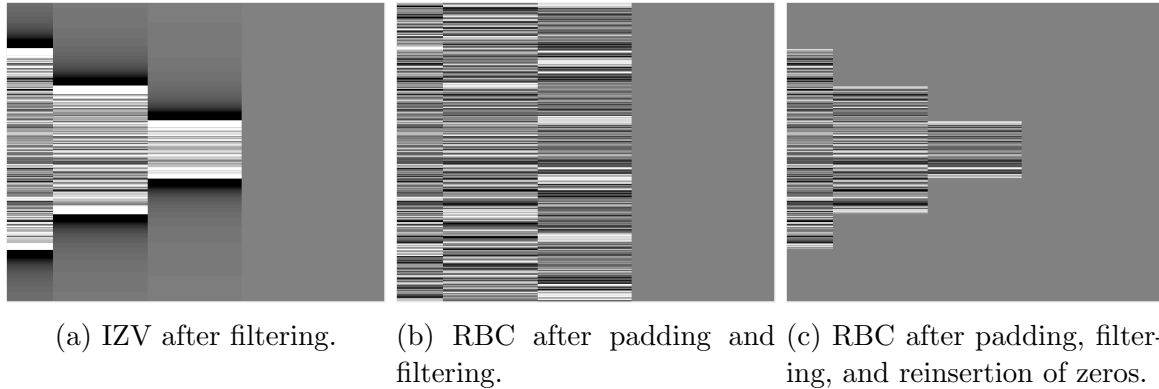 (a) IZV after filtering.
(b) RBC after padding and
filtering.
(c) RBC after padding, filter-
ing, and reinsertion of zeros.